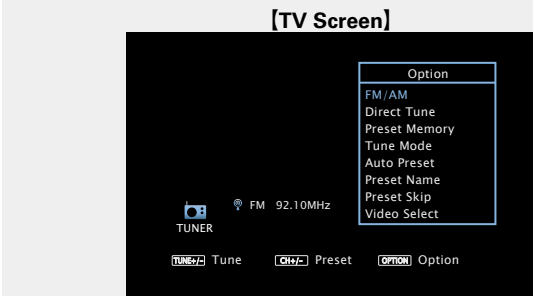 【TV Screen】
Option
FM/AM
Direct Tune
Preset Memory
Tune Mode
Auto Preset
Preset Name
Preset Skip
Video Select
FM 92.10MHz
TUNER
TUNE+/- Tune CH+/- Preset OPTION Option